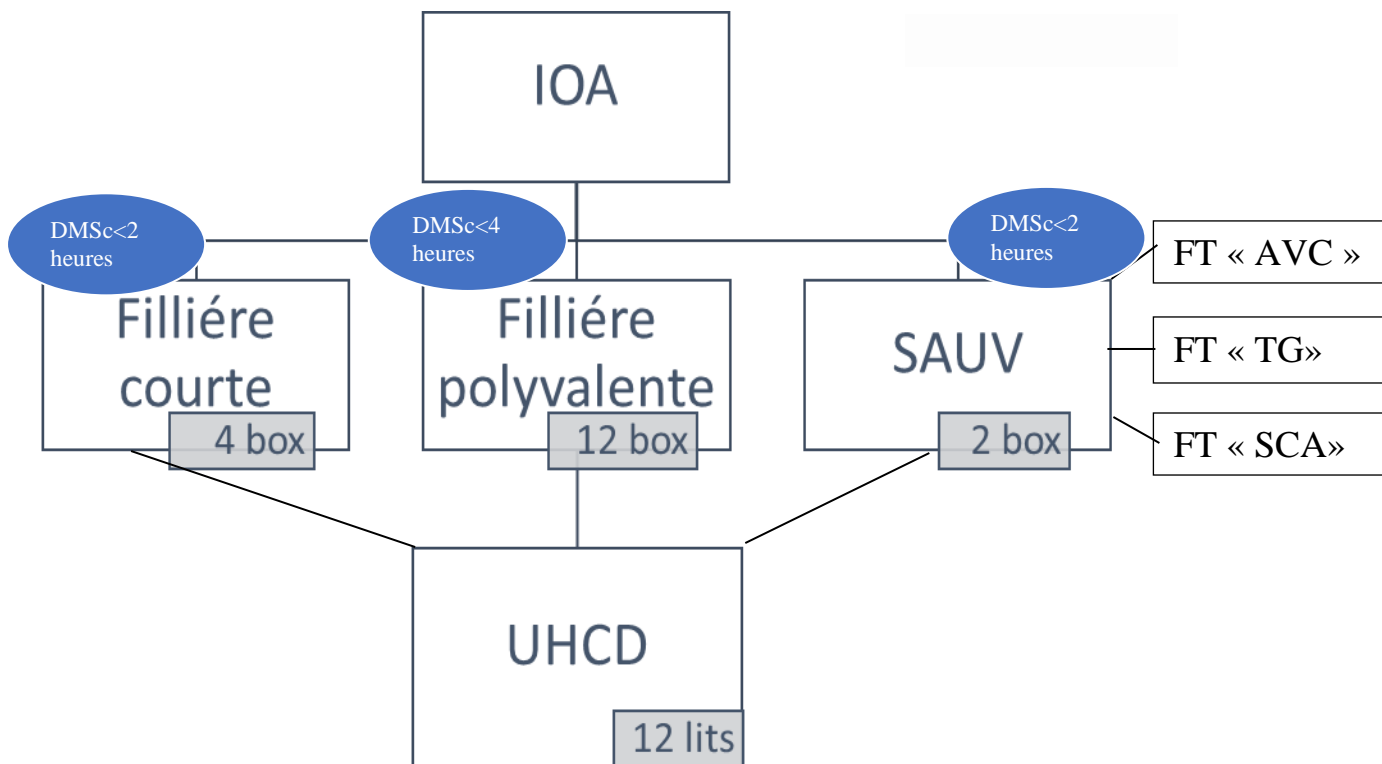 IOA
DMSc<2
heures
DMSc<4
heures
DMSc<2
heures
Filliére
courte
4 box
Filliére
polyvalente
12 box
SAUV
2 box
FT « AVC »
FT « TG»
FT « SCA»
UHCD
12 lits